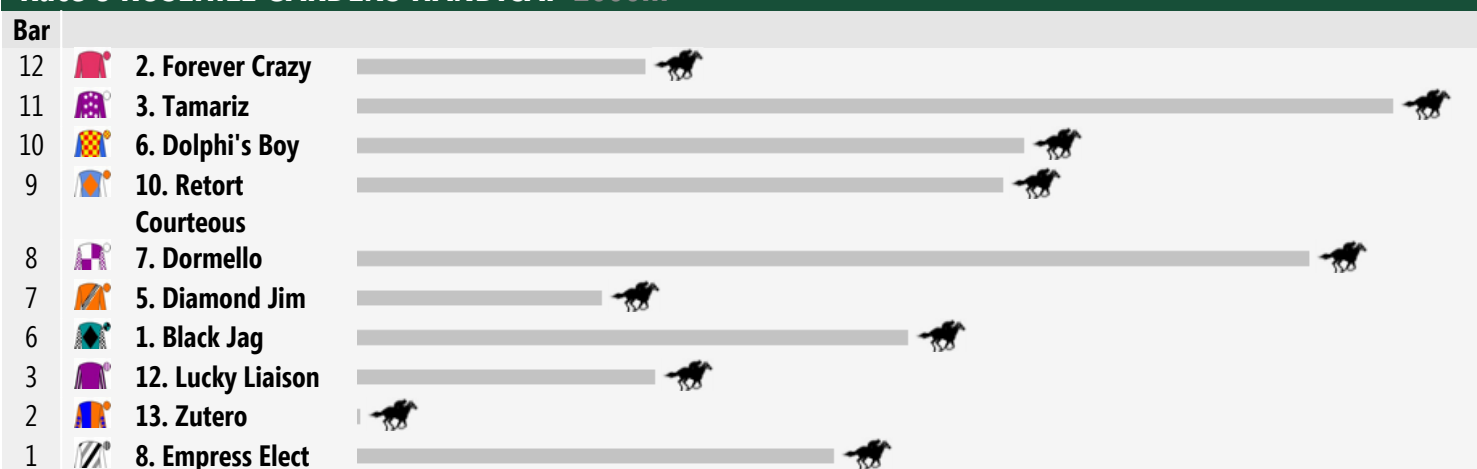 Bar
12 2. Forever Crazy
11 3. Tamariz
10 6. Dolphi's Boy
9 10. Retort
Courteous
8 7. Dormello
7 5. Diamond Jim
6 1. Black Jag
3 12. Lucky Liaison
2 13. Zutero
1 8. Empress Elect